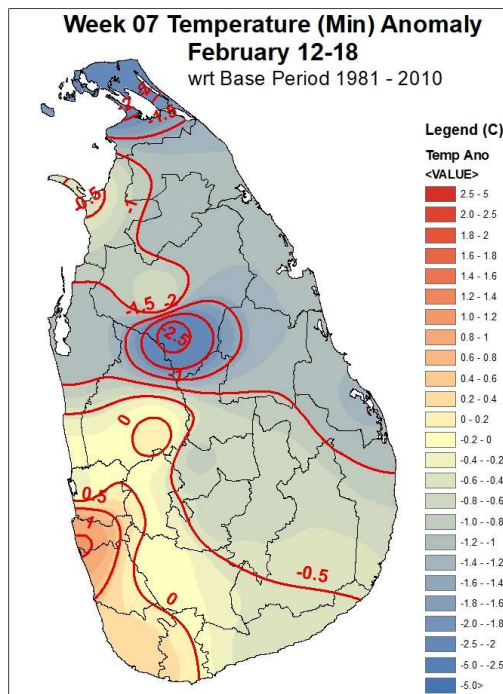 Week 07 Temperature (Min) Anomaly
February 12-18
wrt Base Period 1981 - 2010
Legend (C)
Temp Ano
<VALUE>
2.5 - 5
2.0 - 2.5
1.8 - 2
1.6 - 1.8
1.4 - 1.6
1.2 - 1.4
1.0 - 1.2
0.8 - 1
0.6 - 0.8
0.4 - 0.6
0.2 - 0.4
0 - 0.2
-0.2 - 0
-0.4 - -0.2
-0.6 - -0.4
-0.8 - -0.6
-1.0 - -0.8
-1.2 - -1
-1.4 - -1.2
-1.6 - -1.4
-1.8 - -1.6
-2.0 - -1.8
-2.5 - -2
-5.0 - -2.5
-5.0>
-2
-1.5
-0.5
-1
-1.5
-2
-2.5
-1
0
0.5
1
-0.5
0